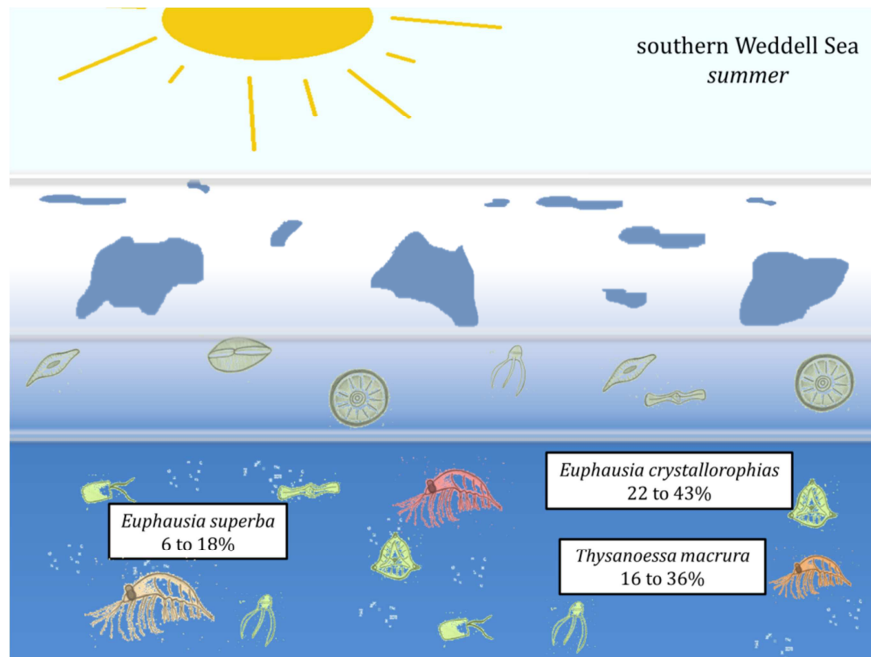 southern Weddell Sea
summer
Euphausia crystallorophias
22 to 43%
Euphausia superba
6 to 18%
Thysanoessa macrura
16 to 36%